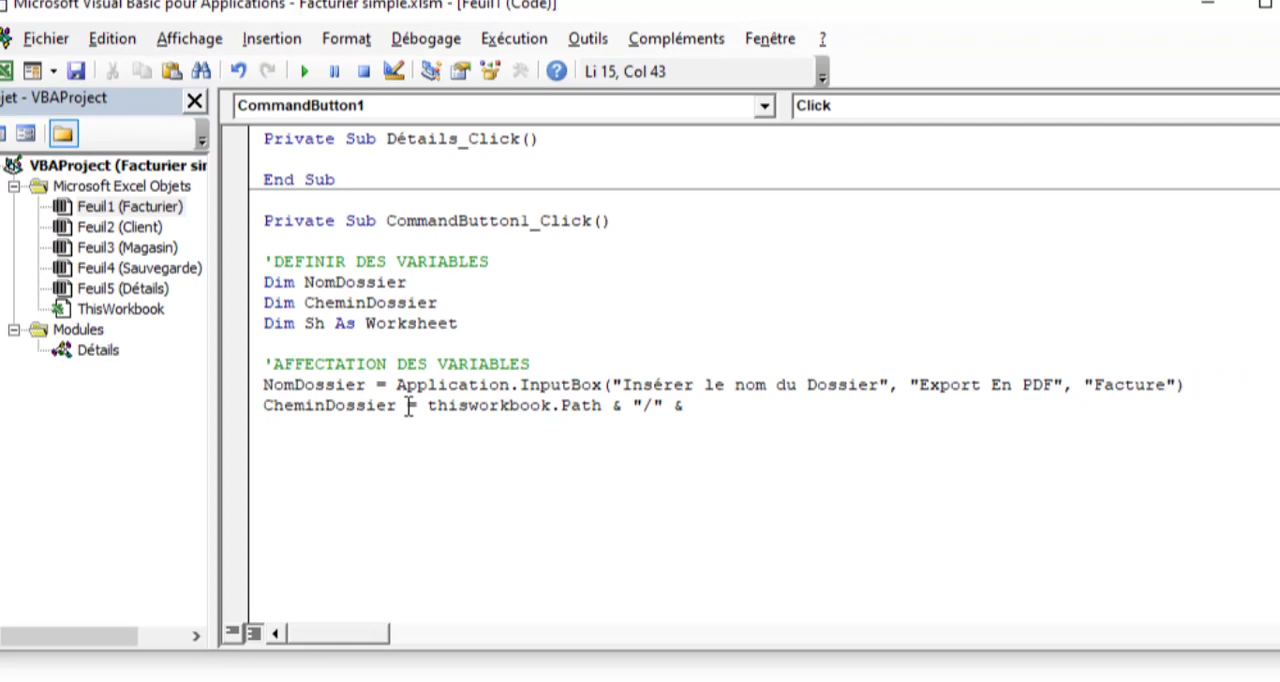 Microsoft Visual Basic pour Applications - Facturier simple.xlsm - [Feuil1 (Code)]
Fichier Edition Affichage Insertion Format Débogage Exécution Outils Compléments Fenêtre ?
Li 15, Col 43
jet - VBAProject
CommandButton1
Click
VBAProject (Facturier sir
Microsoft Excel Objets
Feuil1 (Facturier)
Feuil2 (Client)
Feuil3 (Magasin)
Feuil4 (Sauvegarde)
Feuil5 (Détails)
ThisWorkbook
Modules
Détails
Private Sub Détails_Click()
End Sub
Private Sub CommandButton1_Click()
'DEFINIR DES VARIABLES
Dim NomDossier
Dim CheminDossier
Dim Sh As Worksheet
'AFFECTATION DES VARIABLES
NomDossier = Application.InputBox("Insérer le nom du Dossier", "Export En PDF", "Facture")
CheminDossier = thisworkbook.Path & "/" &